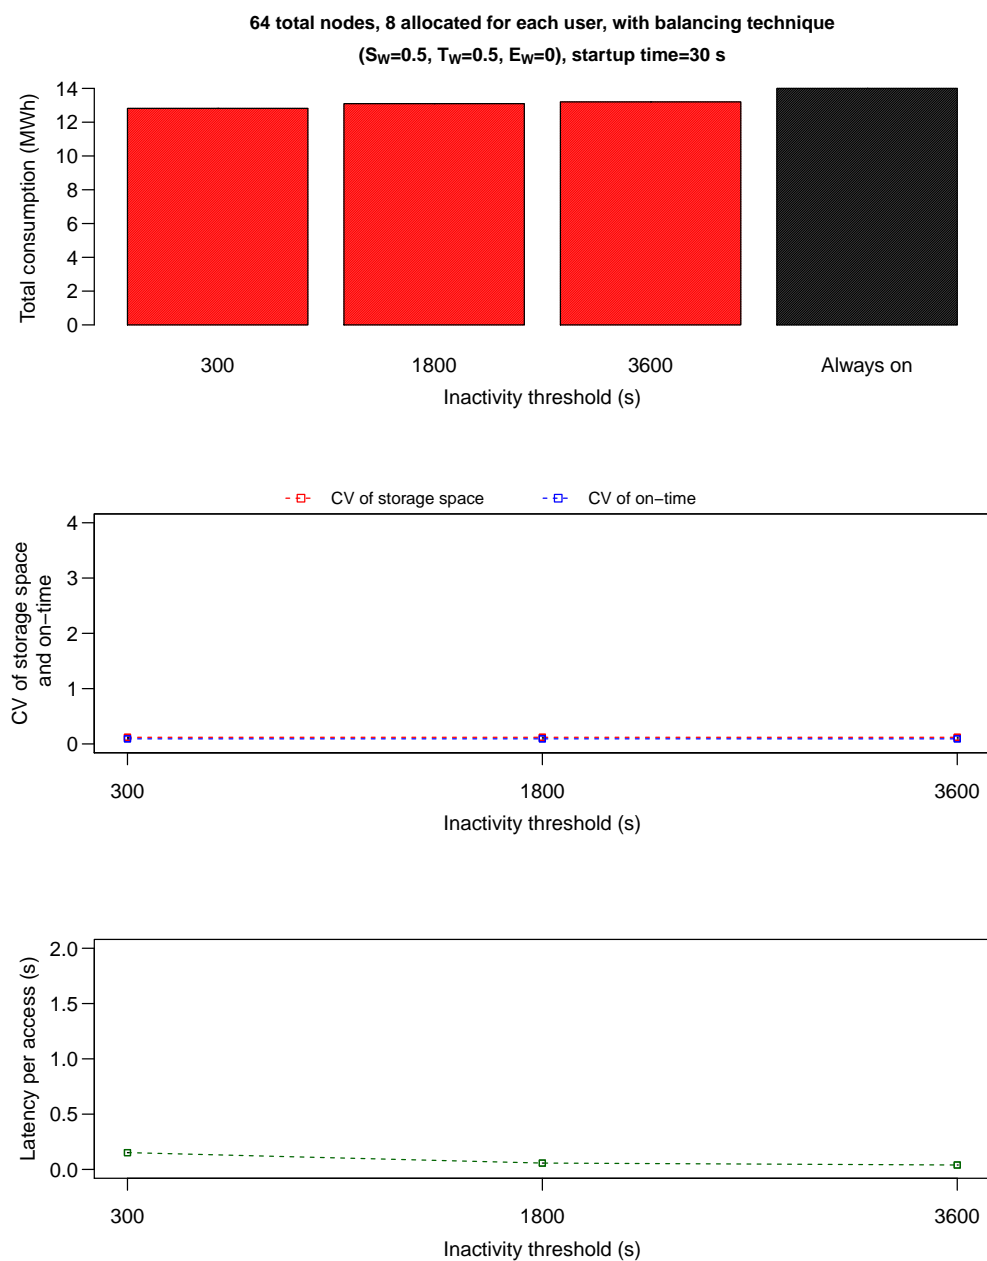 64 total nodes, 8 allocated for each user, with balancing technique
(SW=0.5, TW=0.5, EW=0), startup time=30 s
Total consumption (MWh)
14
12
10
8
6
4
2
0
300 1800 3600 Always on
Inactivity threshold (s)
CV of storage space CV of on−time
CV of storage space
and on−time
4
3
2
1
0
300 1800 3600
Inactivity threshold (s)
Latency per access (s)
2.0
1.5
1.0
0.5
0.0
300 1800 3600
Inactivity threshold (s)